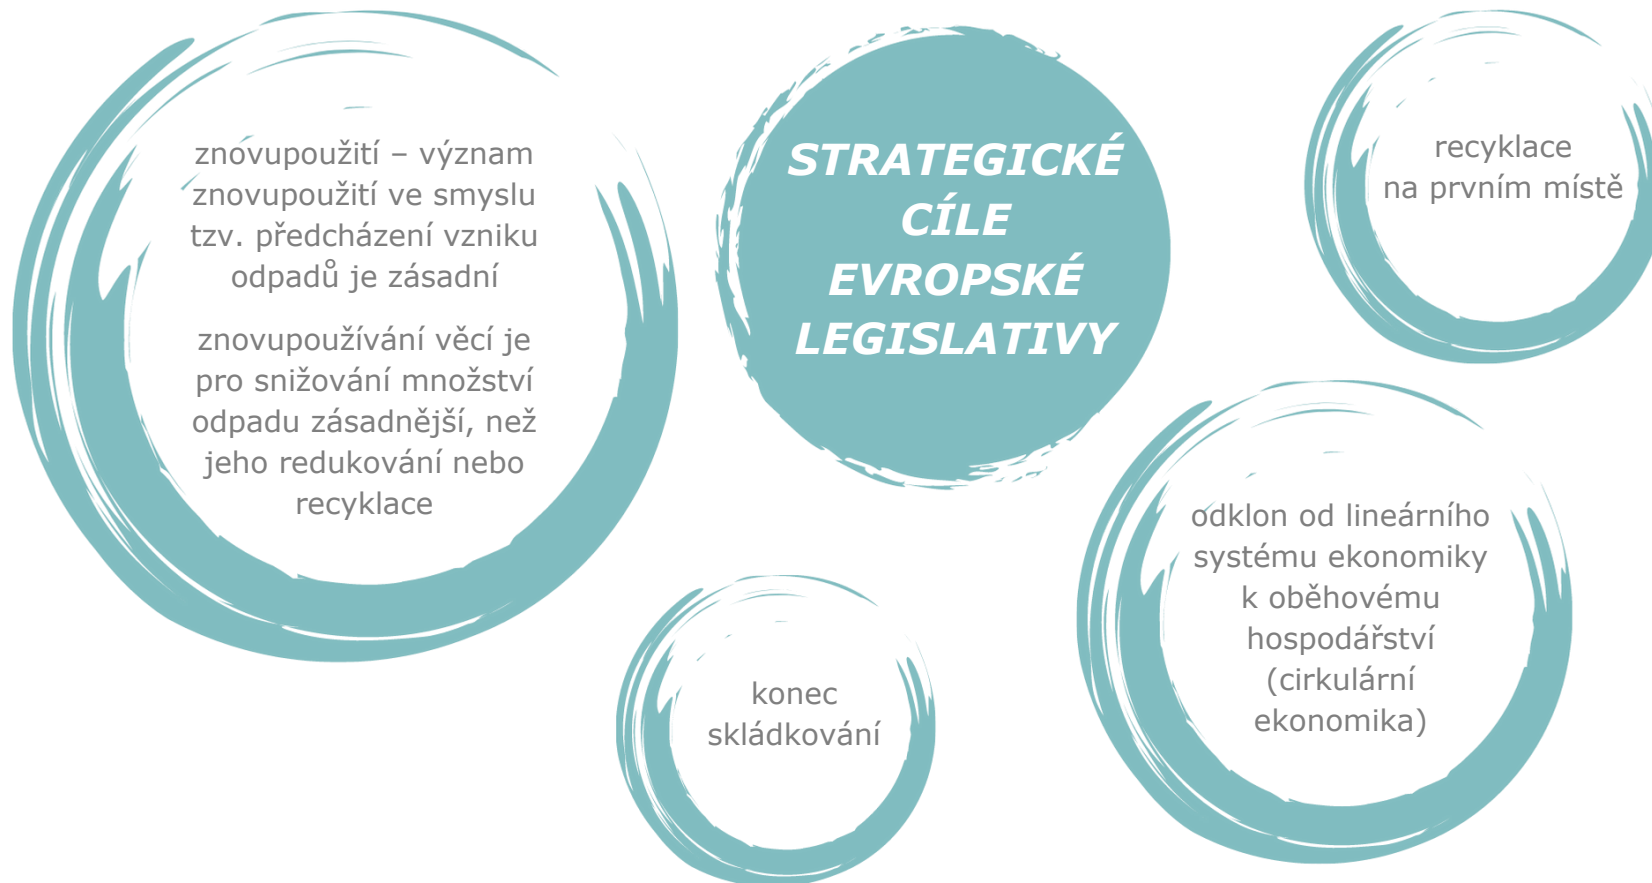 znovupoužití – význam
znovupoužití ve smyslu
tzv. předcházení vzniku
odpadů je zásadní
znovupoužívání věcí je
pro snižování množství
odpadu zásadnější, než
jeho redukování nebo
recyklace
STRATEGICKÉ
CÍLE
EVROPSKÉ
LEGISLATIVY
recyklace
na prvním místě
konec
skládkování
odklon od lineárního
systému ekonomiky
k oběhovému
hospodářství
(cirkulární
ekonomika)